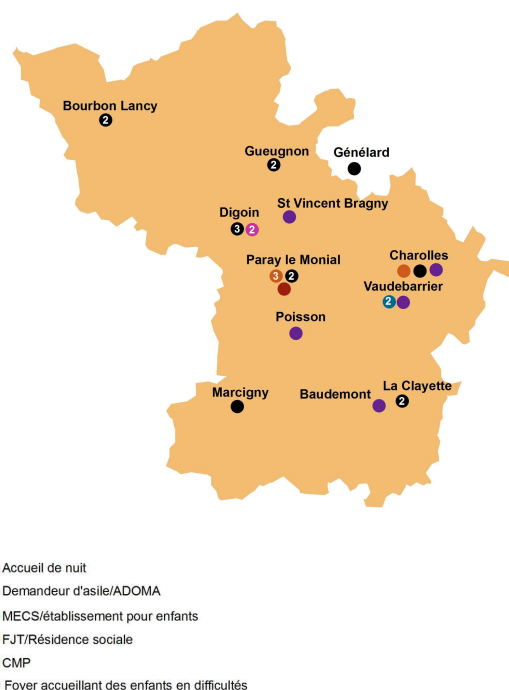 Bourbon Lancy
2
Gueugnon
2
Génélard
St Vincent Bragny
Digoin
3 2
Paray le Monial
3 2
Charolles
Vaudebarrier
2
Poisson
Marcigny
Baudemont
La Clayette
2
Accueil de nuit
Demandeur d'asile/ADOMA
MECS/établissement pour enfants
FJT/Résidence sociale
CMP
Foyer accueillant des enfants en difficultés